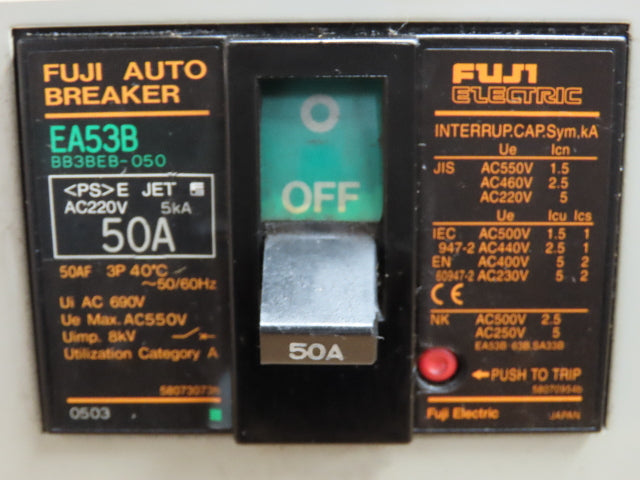 FUJI AUTO
BREAKER
EA53B
BB3BEB-050
<PS>E JET
AC220V 5kA
50A
50AF 3P 40°C
~50/60Hz
Ui AC 690V
Ue Max. AC550V
Uimp. 8kV
Utilization Category A
0503
O
OFF
50A
FUJI
ELECTRIC
INTERRUP.CAP.Sym,kA
Ue Icn
JIS AC550V 1.5
AC460V 2.5
AC220V 5
Ue Icu Ics
IEC AC500V 1.5 1
947-2 AC440V 2.5 1
EN AC400V 5 2
60947-2 AC230V 5 2
CE
NK AC500V 2.5
AC250V 5
EA53B 63B,SA33B
←PUSH TO TRIP
Fuji Electric JAPAN